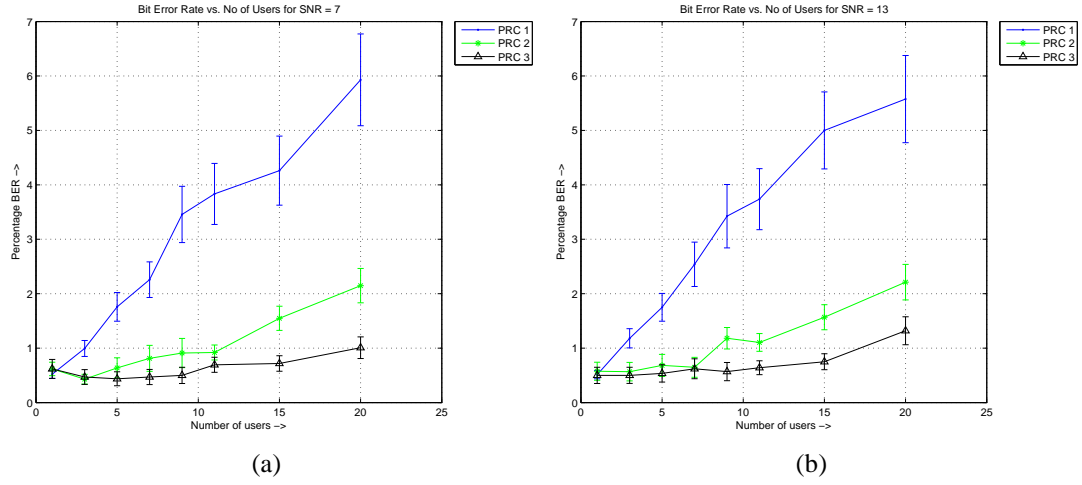 Bit Error Rate vs. No of Users for SNR = 7
7
6
5
4
3
2
1
0
0
5
10
15
20
25
Percentage BER −>
Number of users −>
PRC 1
PRC 2
PRC 3
(a)
Bit Error Rate vs. No of Users for SNR = 13
7
6
5
4
3
2
1
0
0
5
10
15
20
25
Percentage BER −>
Number of users −>
PRC 1
PRC 2
PRC 3
(b)